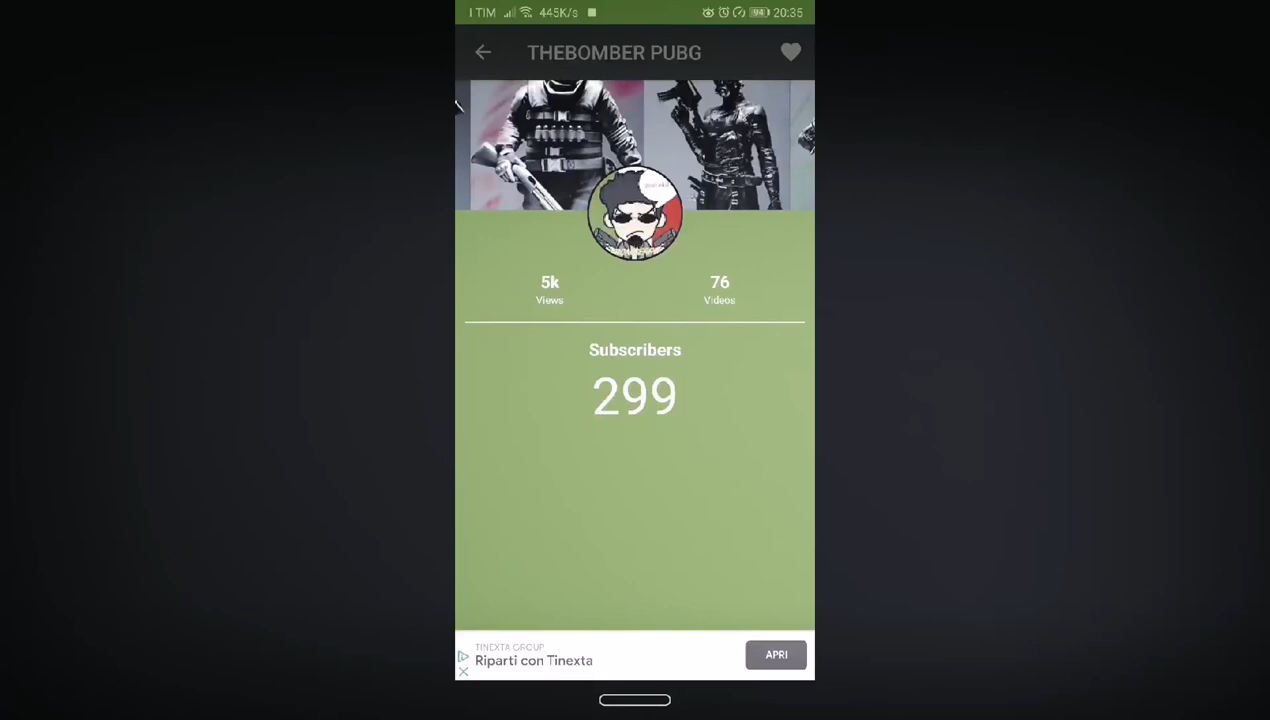 I TIM 445K/s 20:35
THEBOMBER PUBG
5k 76
Views Videos
Subscribers
299
TINEXTA GROUP
Riparti con Tinexta
APRI